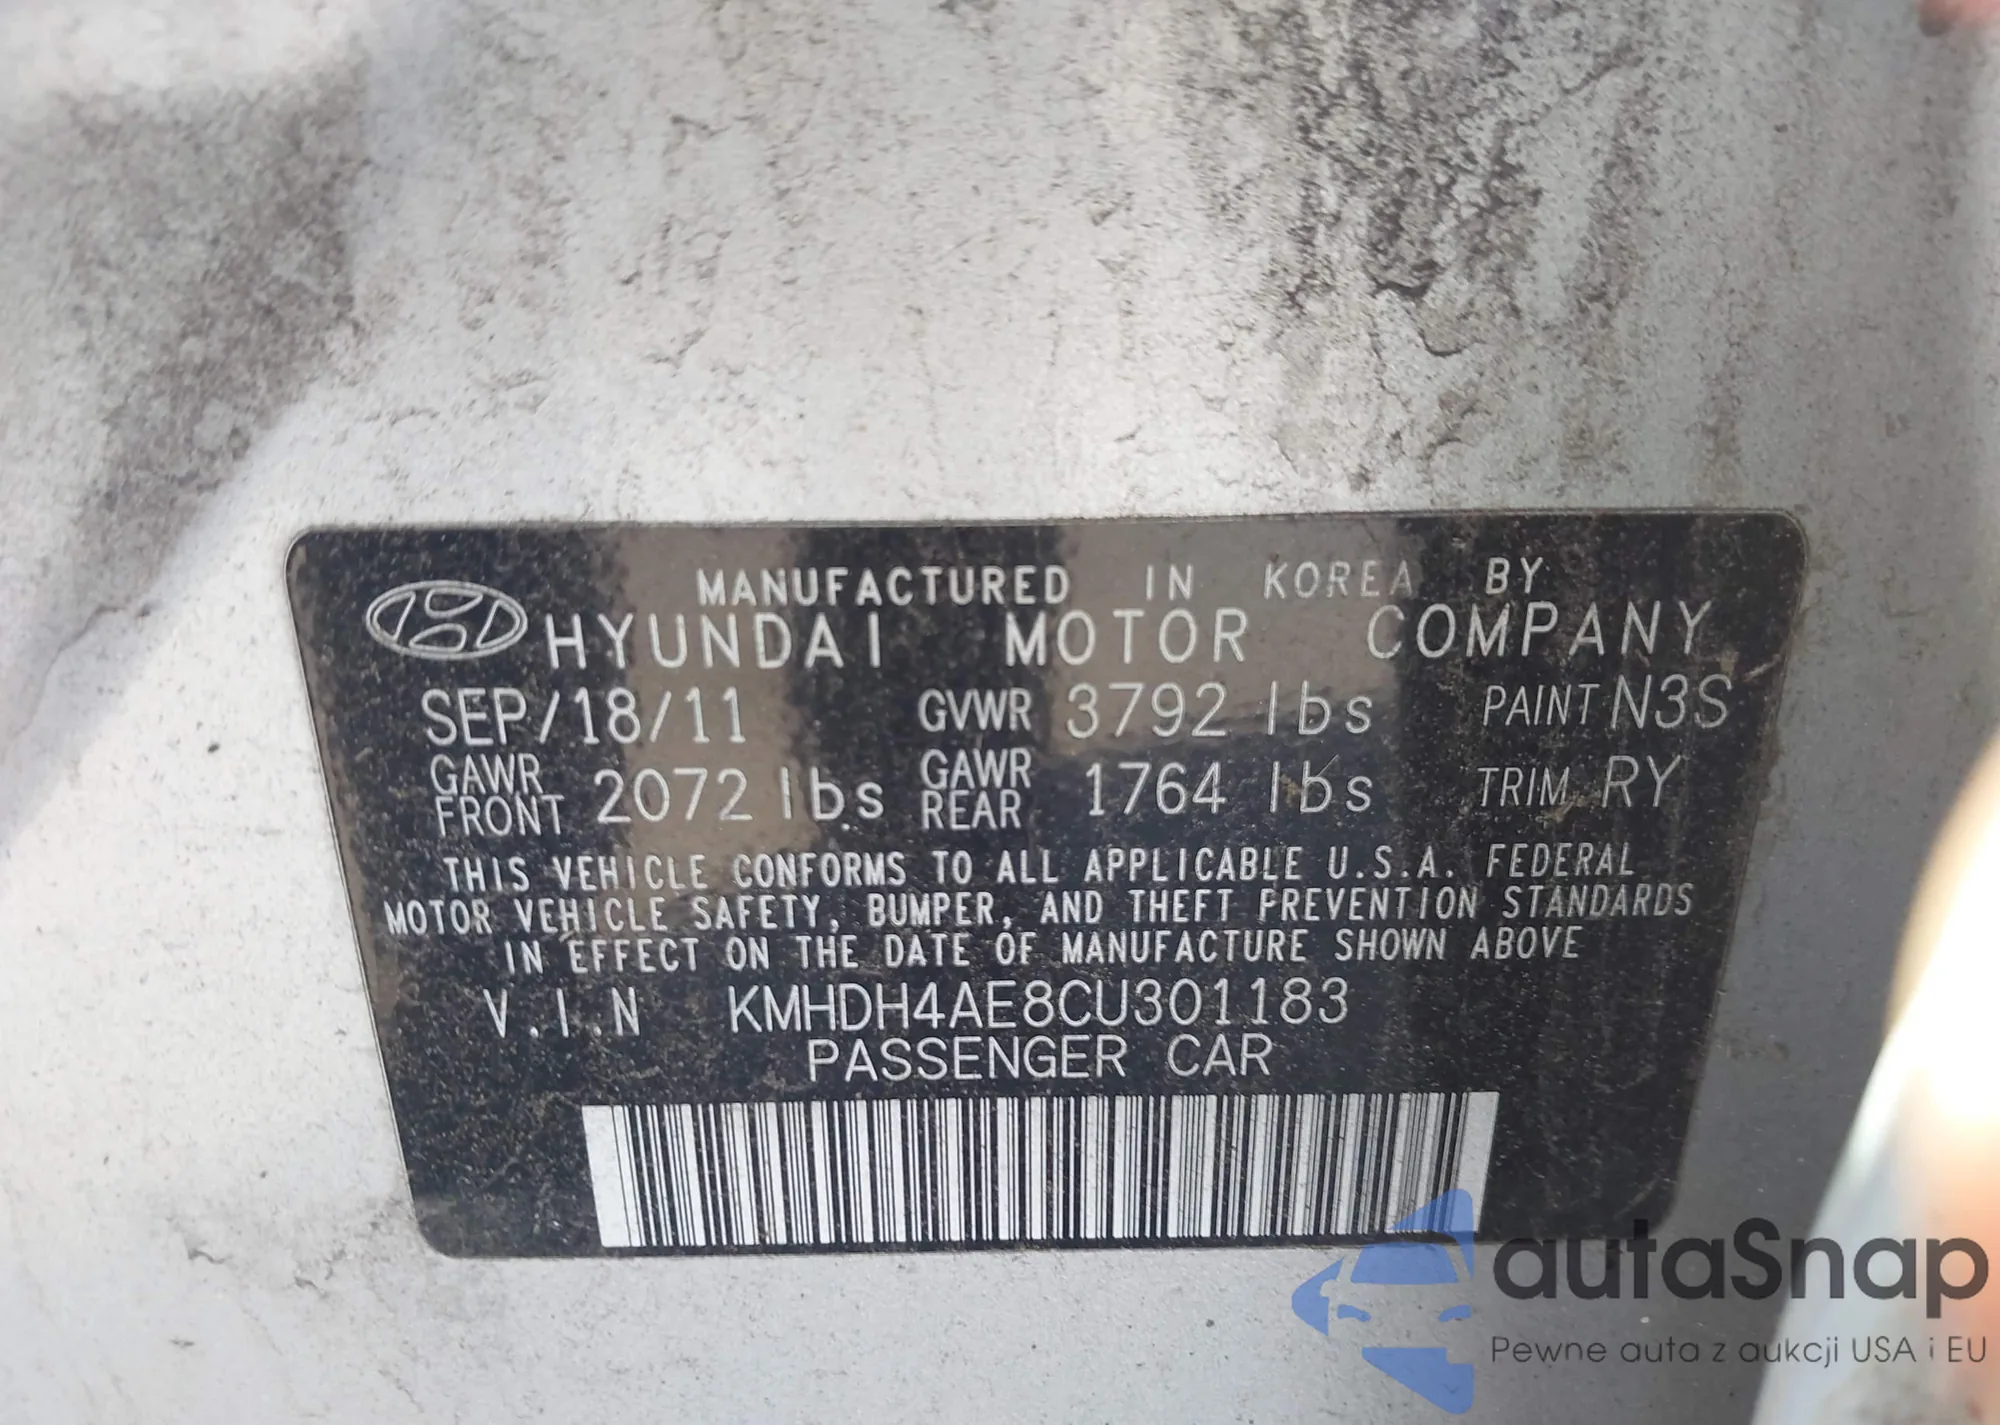 MANUFACTURED IN KOREA BY
HYUNDAI MOTOR COMPANY
SEP/18/11 GVWR 3792 lbs PAINT N3S
GAWR FRONT 2072 lbs GAWR REAR 1764 lbs TRIM RY
THIS VEHICLE CONFORMS TO ALL APPLICABLE U.S.A. FEDERAL
MOTOR VEHICLE SAFETY, BUMPER, AND THEFT PREVENTION STANDARDS
IN EFFECT ON THE DATE OF MANUFACTURE SHOWN ABOVE
V.I.N KMHDH4AE8CU301183
PASSENGER CAR
autaSnap
Pewne auta z aukcji USA i EU